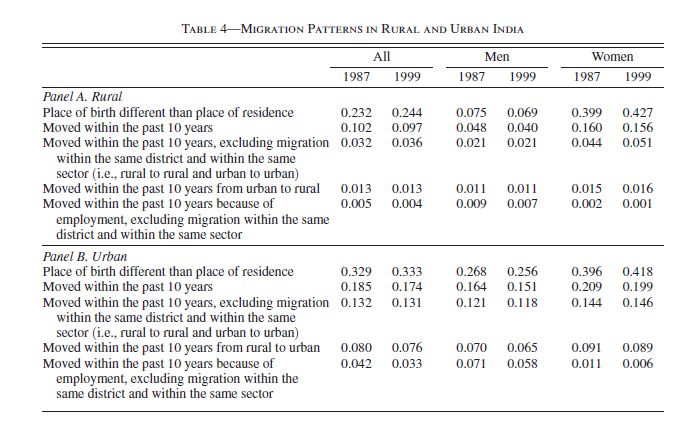 TABLE 4—MIGRATION PATTERNS IN RURAL AND URBAN INDIA
All Men Women
1987 1999 1987 1999 1987 1999
Panel A. Rural
Place of birth different than place of residence 0.232 0.244 0.075 0.069 0.399 0.427
Moved within the past 10 years 0.102 0.097 0.048 0.040 0.160 0.156
Moved within the past 10 years, excluding migration 0.032 0.036 0.021 0.021 0.044 0.051
within the same district and within the same
sector (i.e., rural to rural and urban to urban)
Moved within the past 10 years from urban to rural 0.013 0.013 0.011 0.011 0.015 0.016
Moved within the past 10 years because of 0.005 0.004 0.009 0.007 0.002 0.001
employment, excluding migration within the same
district and within the same sector
Panel B. Urban
Place of birth different than place of residence 0.329 0.333 0.268 0.256 0.396 0.418
Moved within the past 10 years 0.185 0.174 0.164 0.151 0.209 0.199
Moved within the past 10 years, excluding migration 0.132 0.131 0.121 0.118 0.144 0.146
within the same district and within the same
sector (i.e., rural to rural and urban to urban)
Moved within the past 10 years from rural to urban 0.080 0.076 0.070 0.065 0.091 0.089
Moved within the past 10 years because of 0.042 0.033 0.071 0.058 0.011 0.006
employment, excluding migration within the
same district and within the same sector